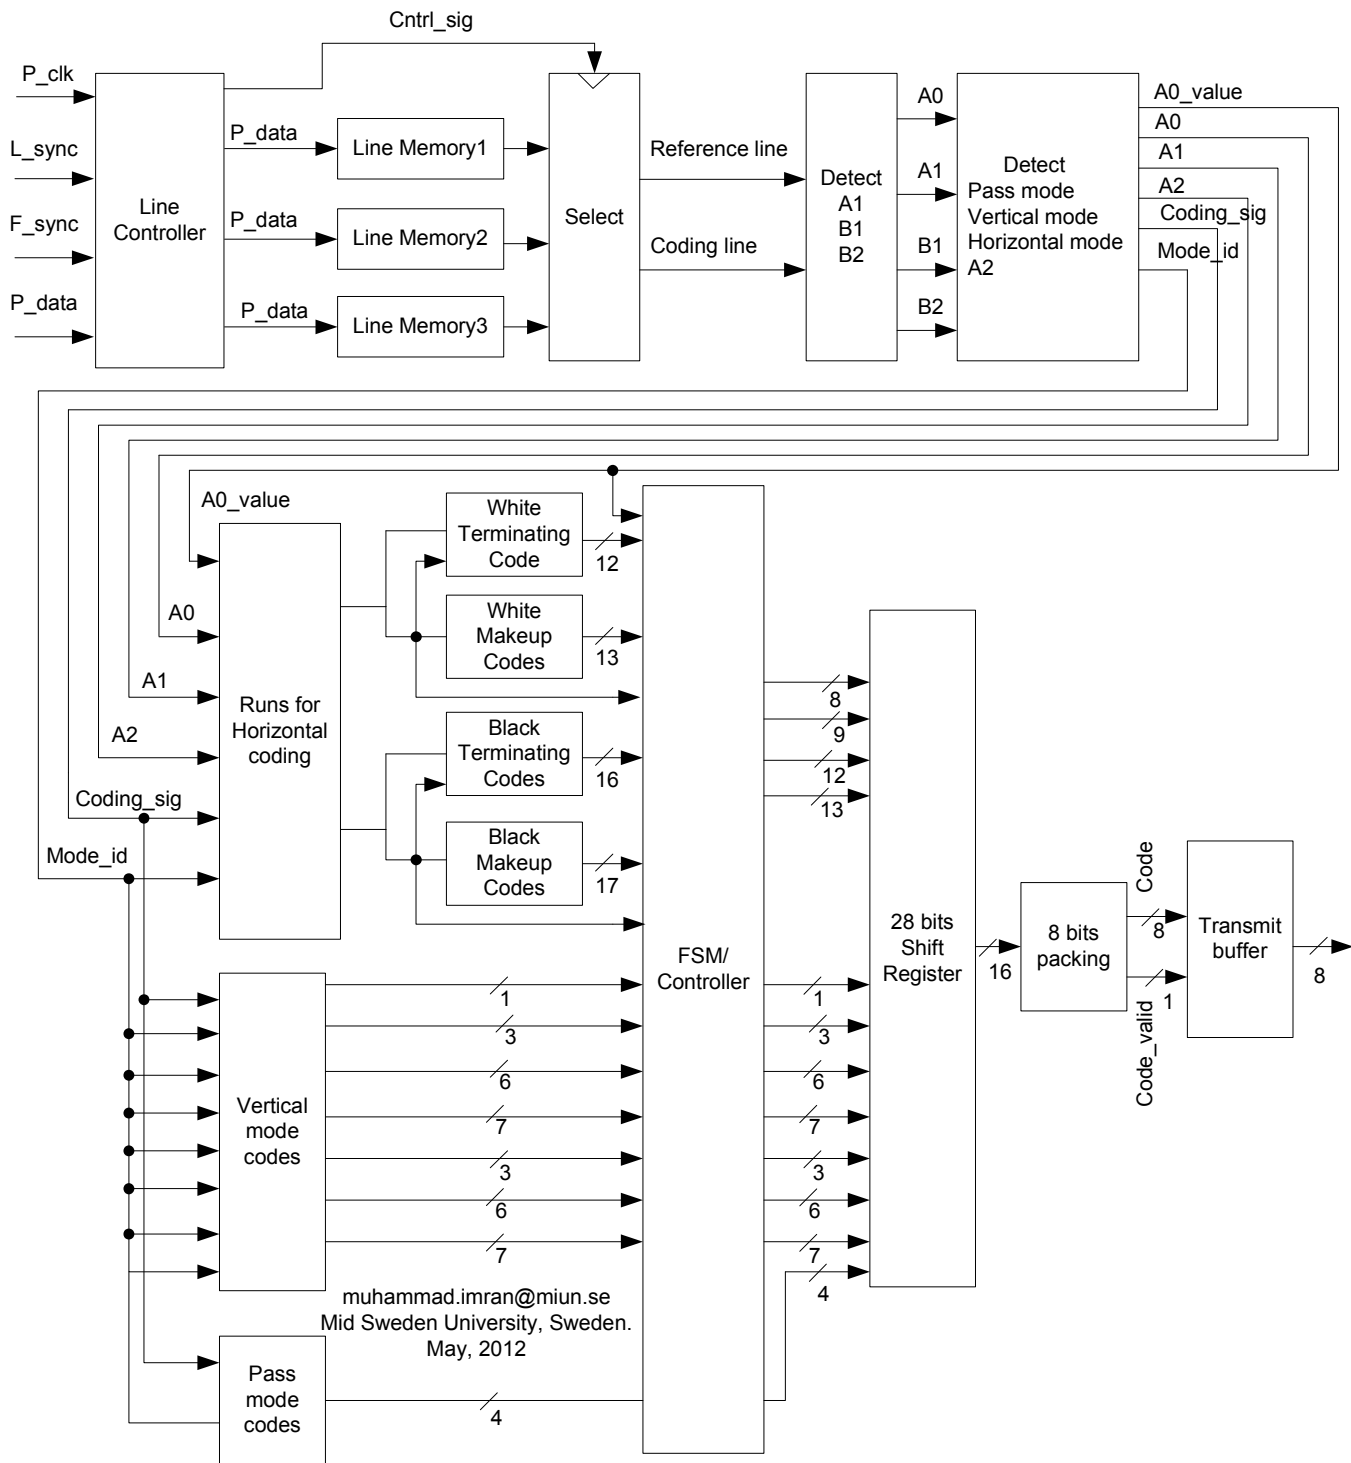 Cntrl_sig
P_clk
L_sync
F_sync
P_data
Line
Controller
P_data
P_data
P_data
Line Memory1
Line Memory2
Line Memory3
Select
Reference line
Coding line
Detect
A1
B1
B2
A0
A1
B1
B2
Detect
Pass mode
Vertical mode
Horizontal mode
A2
A0_value
A0
A1
A2
Coding_sig
Mode_id
A0_value
A0
A1
A2
Coding_sig
Mode_id
Runs for
Horizontal
coding
White
Terminating
Code
12
White
Makeup
Codes
13
Black
Terminating
Codes
16
Black
Makeup
Codes
17
FSM/
Controller
8
9
12
13
28 bits
Shift
Register
16
8 bits
packing
Code
8
Code_valid
1
Transmit
buffer
8
Vertical
mode
codes
1
3
6
7
3
6
7
1
3
6
7
3
6
7
4
muhammad.imran@miun.se
Mid Sweden University, Sweden.
May, 2012
Pass
mode
codes
4